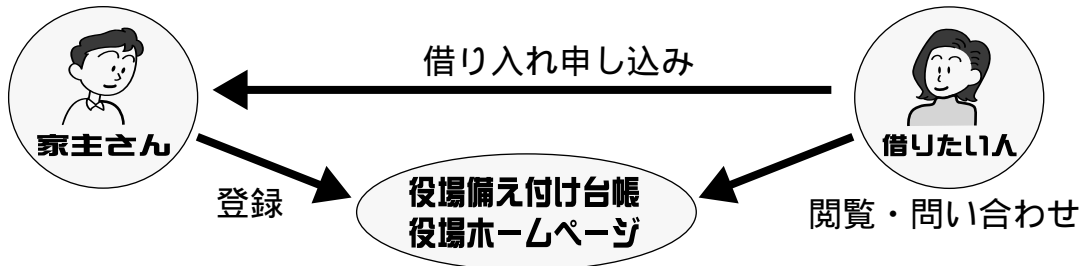 借り入れ申し込み
家主さん
借りたい人
登録
役場備え付け台帳
役場ホームページ
閲覧・問い合わせ